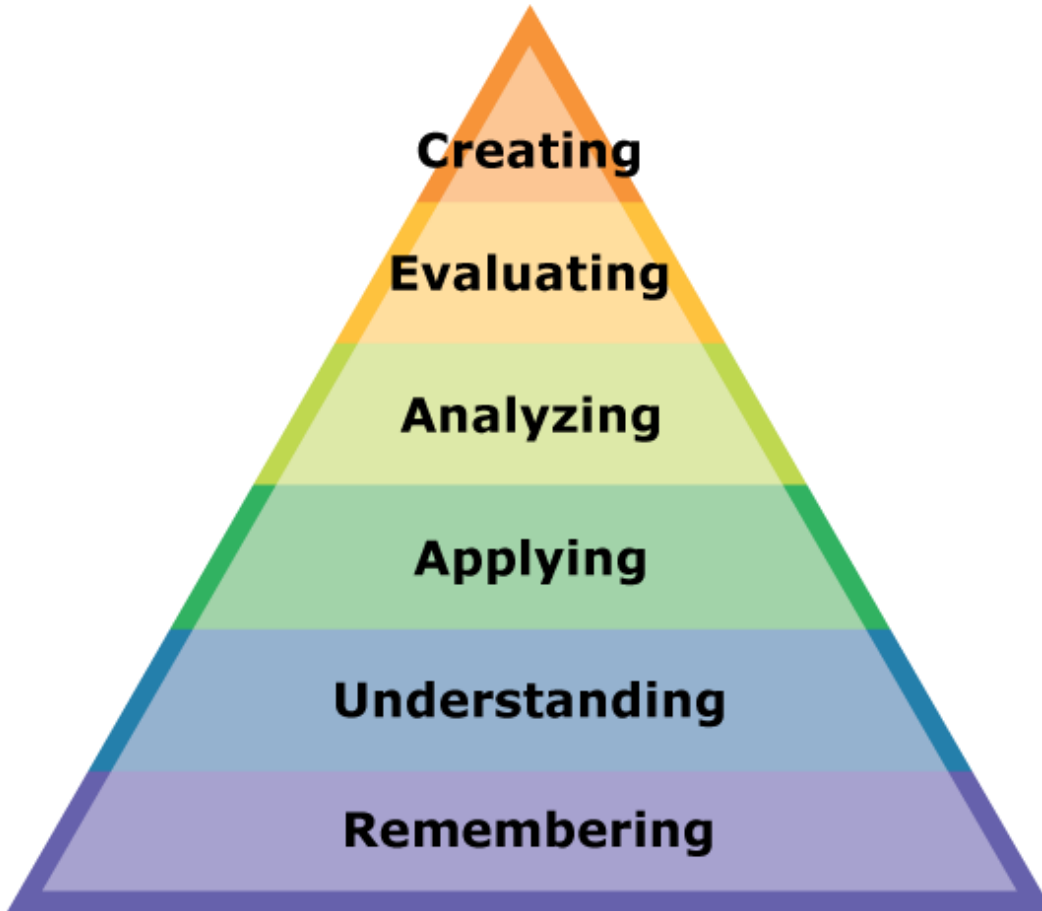 Creating
Evaluating
Analyzing
Applying
Understanding
Remembering